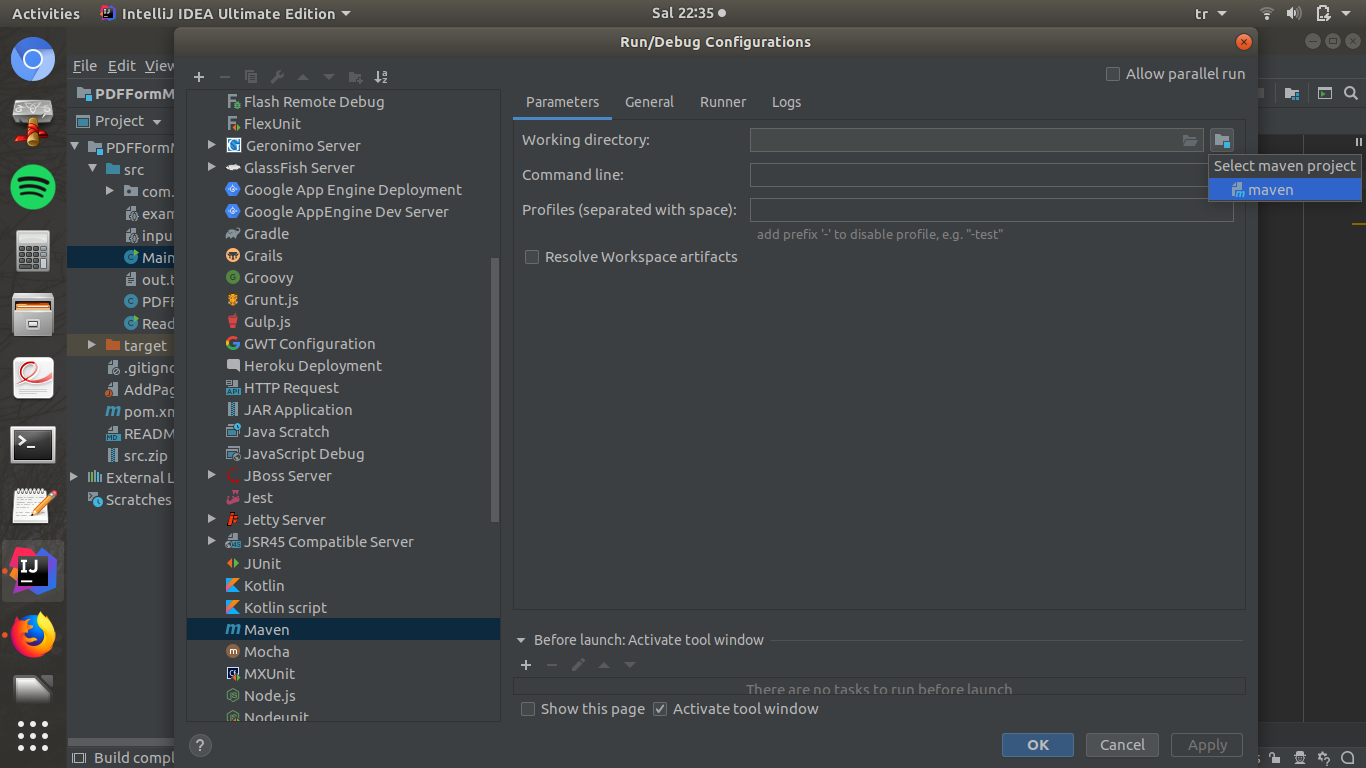 Activities IntelliJ IDEA Ultimate Edition Sal 22:35 tr
Run/Debug Configurations
File Edit View
PDFFormM
Project
PDFFormM
src
com.
exam
inpu
Main
out.t
PDFF
Read
target
.gitigno
AddPag
pom.xm
README
src.zip
External L
Scratches
Build compl
Flash Remote Debug
FlexUnit
Geronimo Server
GlassFish Server
Google App Engine Deployment
Google AppEngine Dev Server
Gradle
Grails
Groovy
Grunt.js
Gulp.js
GWT Configuration
Heroku Deployment
HTTP Request
JAR Application
Java Scratch
JavaScript Debug
JBoss Server
Jest
Jetty Server
JSR45 Compatible Server
JUnit
Kotlin
Kotlin script
Maven
Mocha
MXUnit
Node.js
Nodeunit
Allow parallel run
Parameters General Runner Logs
Working directory:
Select maven project
maven
Command line:
Profiles (separated with space):
add prefix '-' to disable profile, e.g. "-test"
Resolve Workspace artifacts
Before launch: Activate tool window
There are no tasks to run before launch
Show this page Activate tool window
? OK Cancel Apply